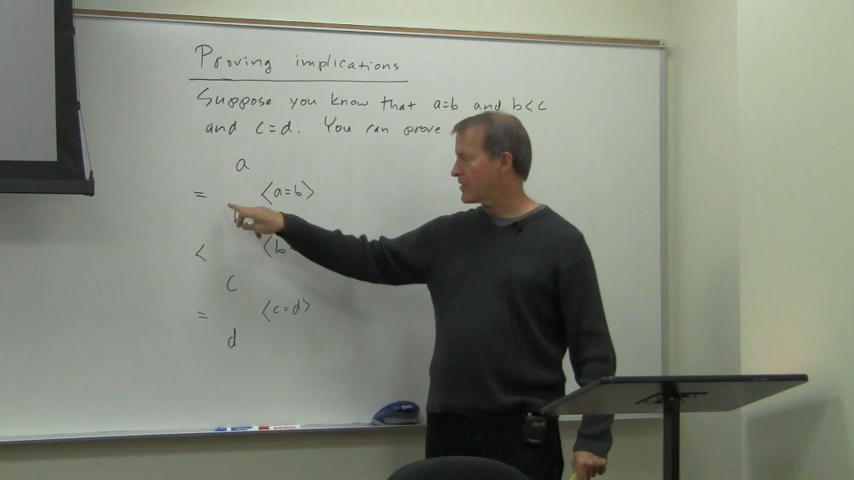 Proving implications
Suppose you know that a=b and b<c
and c=d. You can prove
a
= <a=b>
b
< <b
c
= <c=d>
d